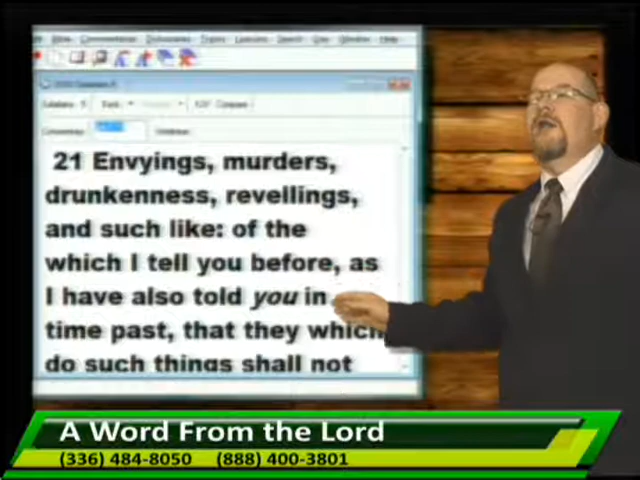 21 Envyings, murders,
drunkenness, revellings,
and such like: of the
which I tell you before, as
I have also told you in
time past, that they which
do such things shall not
A Word From the Lord
(336) 484-8050 (888) 400-3801